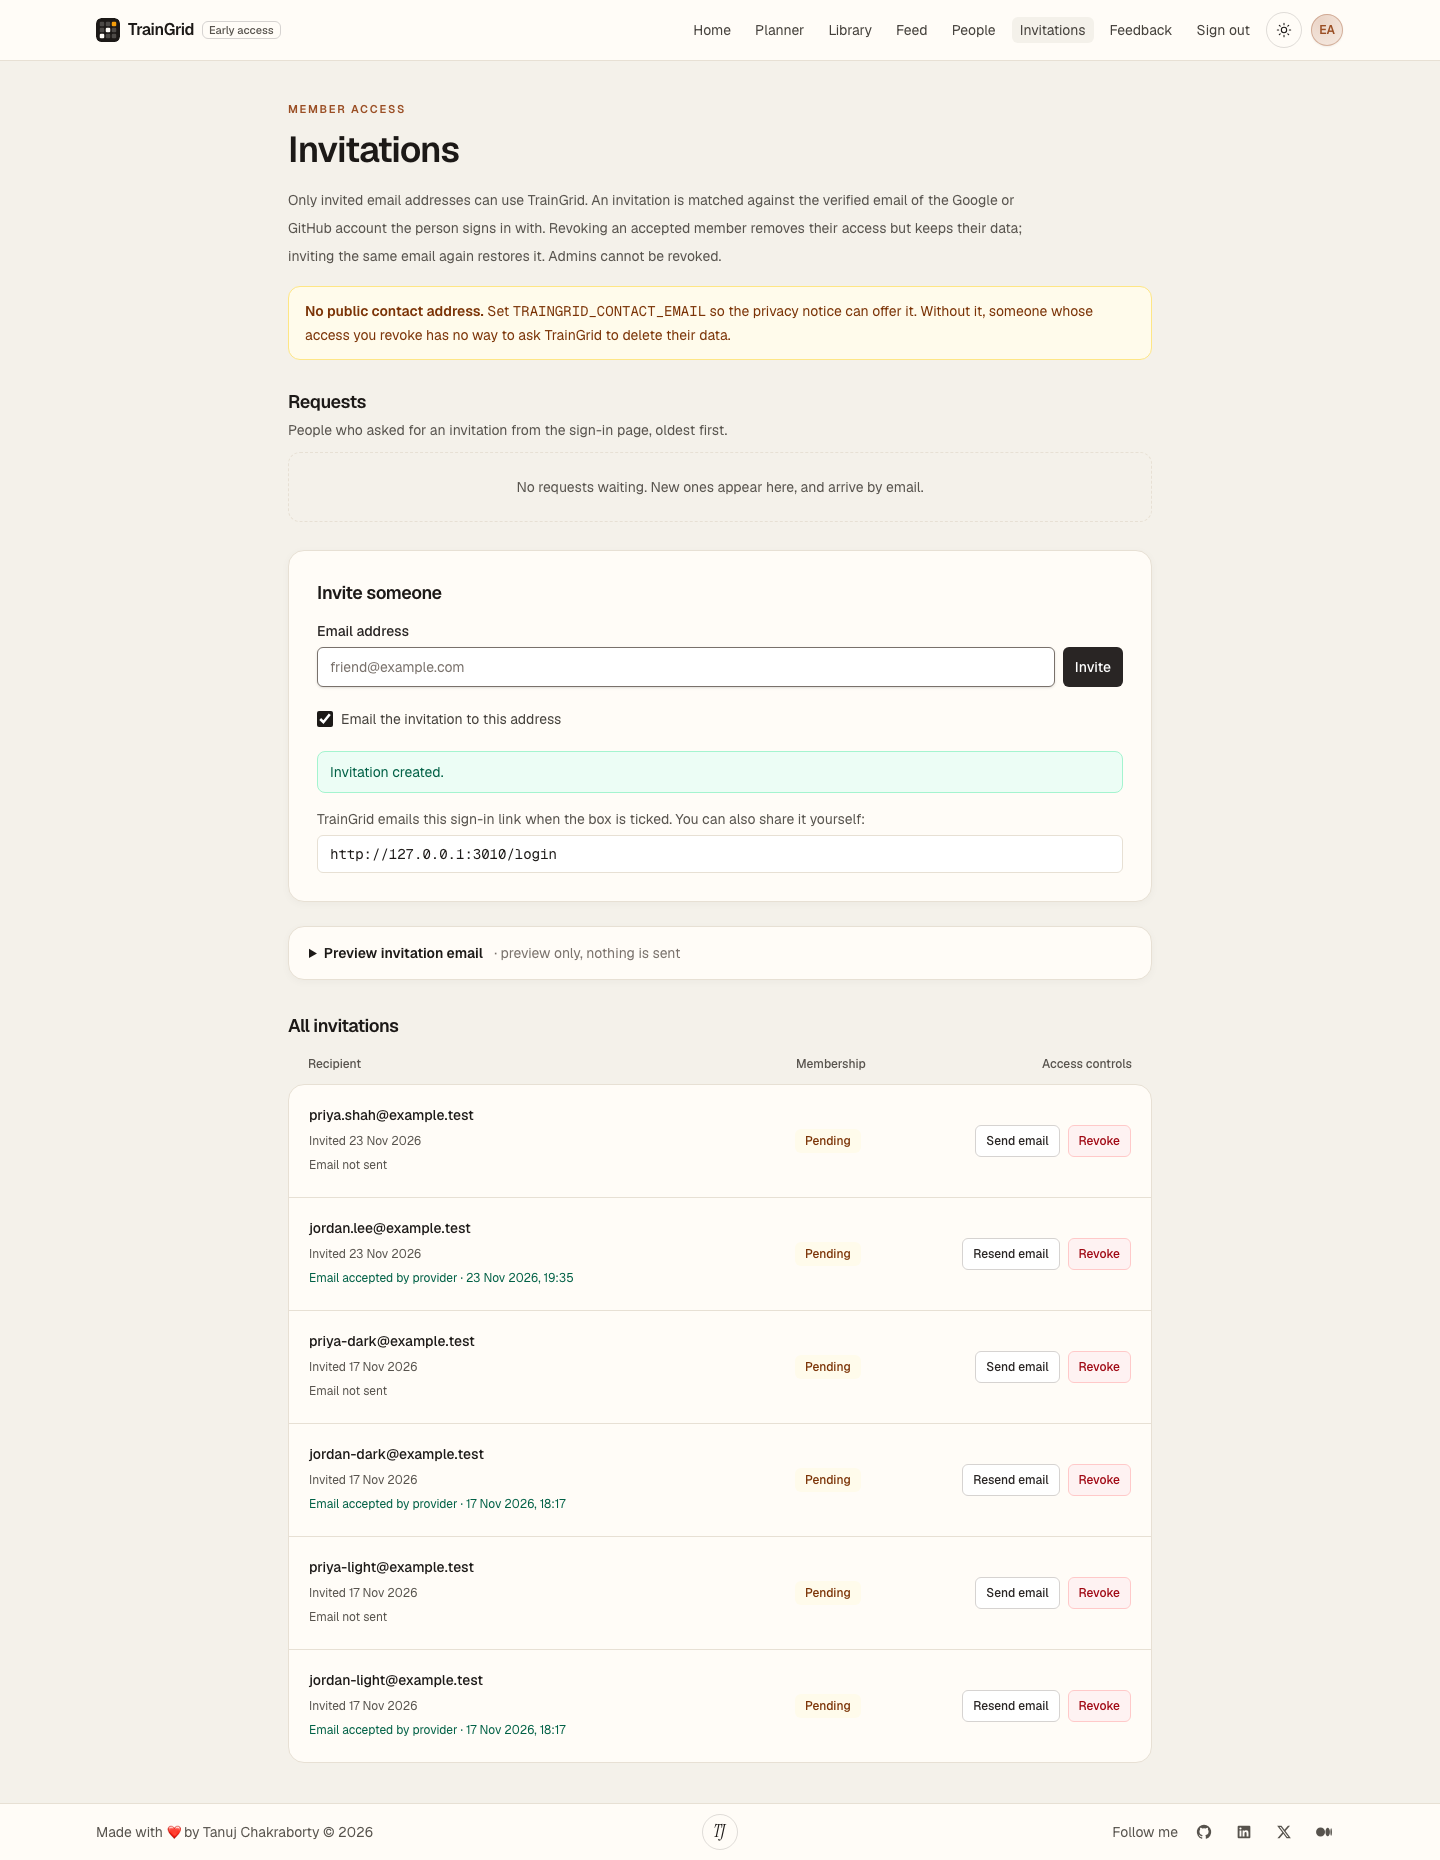 TrainGrid Early access Home Planner Library Feed People Invitations Feedback Sign out EA
MEMBER ACCESS
Invitations
Only invited email addresses can use TrainGrid. An invitation is matched against the verified email of the Google or
GitHub account the person signs in with. Revoking an accepted member removes their access but keeps their data;
inviting the same email again restores it. Admins cannot be revoked.
No public contact address. Set TRAINGRID_CONTACT_EMAIL so the privacy notice can offer it. Without it, someone whose
access you revoke has no way to ask TrainGrid to delete their data.
Requests
People who asked for an invitation from the sign-in page, oldest first.
No requests waiting. New ones appear here, and arrive by email.
Invite someone
Email address
friend@example.com Invite
Email the invitation to this address
Invitation created.
TrainGrid emails this sign-in link when the box is ticked. You can also share it yourself:
http://127.0.0.1:3010/login
Preview invitation email · preview only, nothing is sent
All invitations
Recipient Membership Access controls
priya.shah@example.test
Invited 23 Nov 2026 Pending Send email Revoke
Email not sent
jordan.lee@example.test
Invited 23 Nov 2026 Pending Resend email Revoke
Email accepted by provider · 23 Nov 2026, 19:35
priya-dark@example.test
Invited 17 Nov 2026 Pending Send email Revoke
Email not sent
jordan-dark@example.test
Invited 17 Nov 2026 Pending Resend email Revoke
Email accepted by provider · 17 Nov 2026, 18:17
priya-light@example.test
Invited 17 Nov 2026 Pending Send email Revoke
Email not sent
jordan-light@example.test
Invited 17 Nov 2026 Pending Resend email Revoke
Email accepted by provider · 17 Nov 2026, 18:17
Made with ❤️ by Tanuj Chakraborty © 2026 TJ Follow me